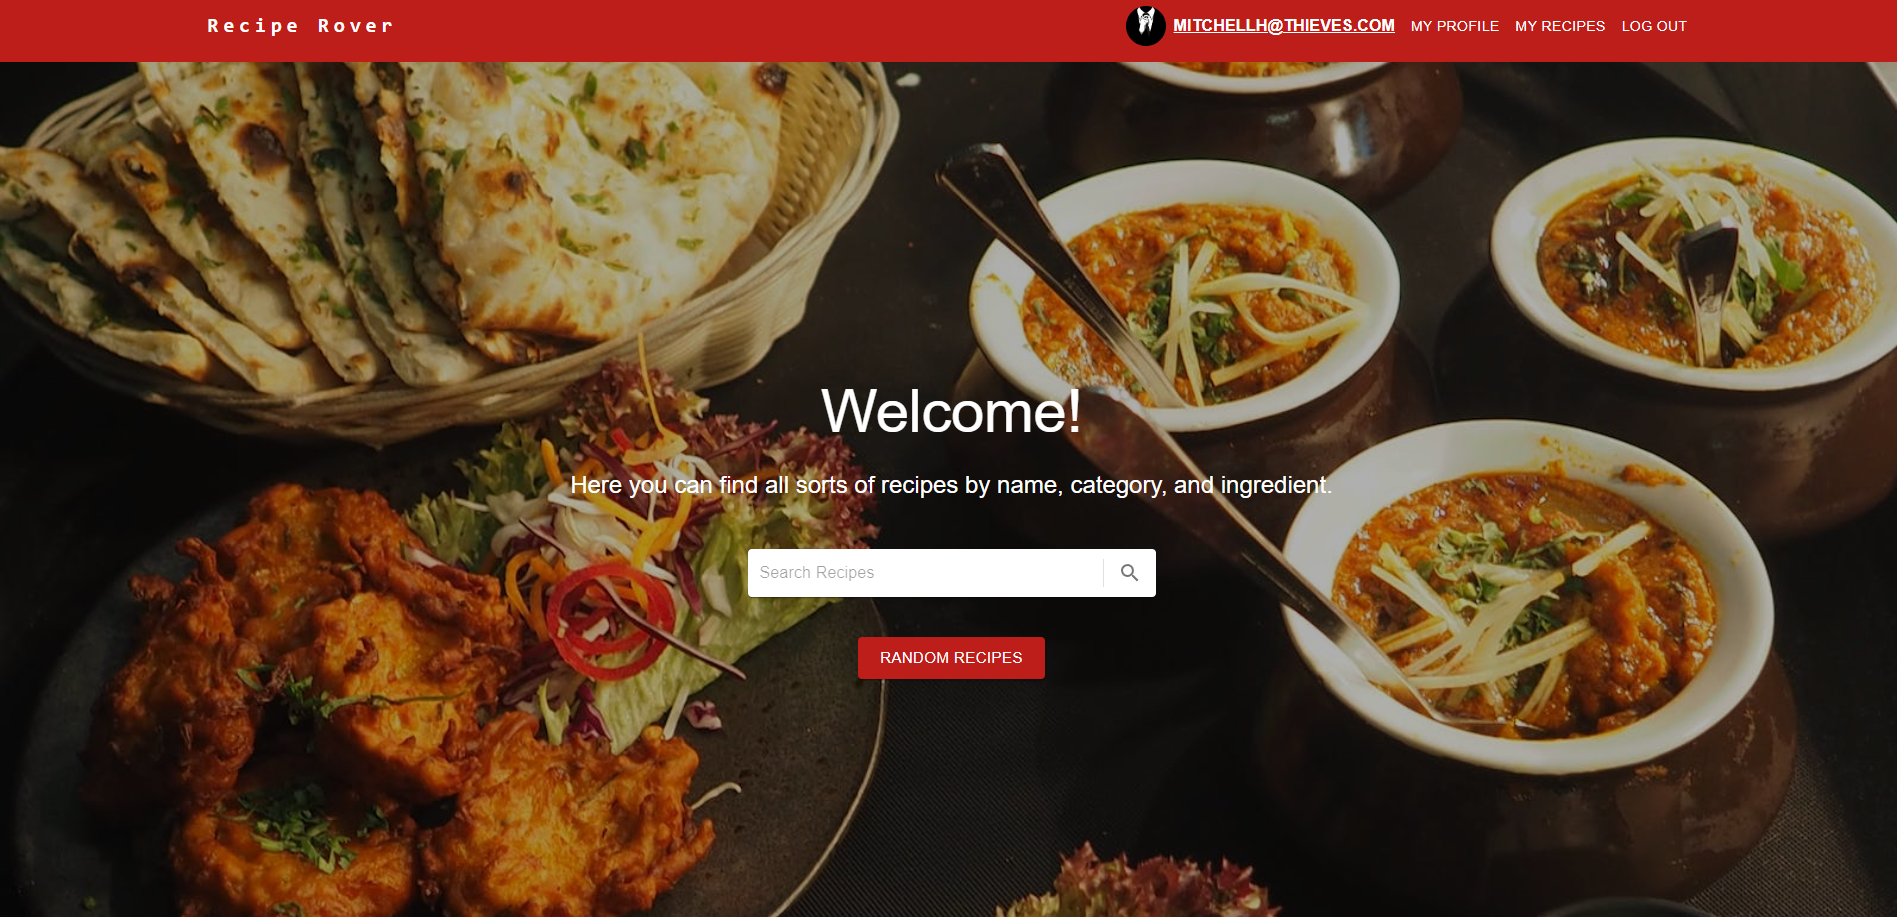 Recipe Rover
MITCHELLH@THIEVES.COM MY PROFILE MY RECIPES LOG OUT
Welcome!
Here you can find all sorts of recipes by name, category, and ingredient.
Search Recipes
RANDOM RECIPES